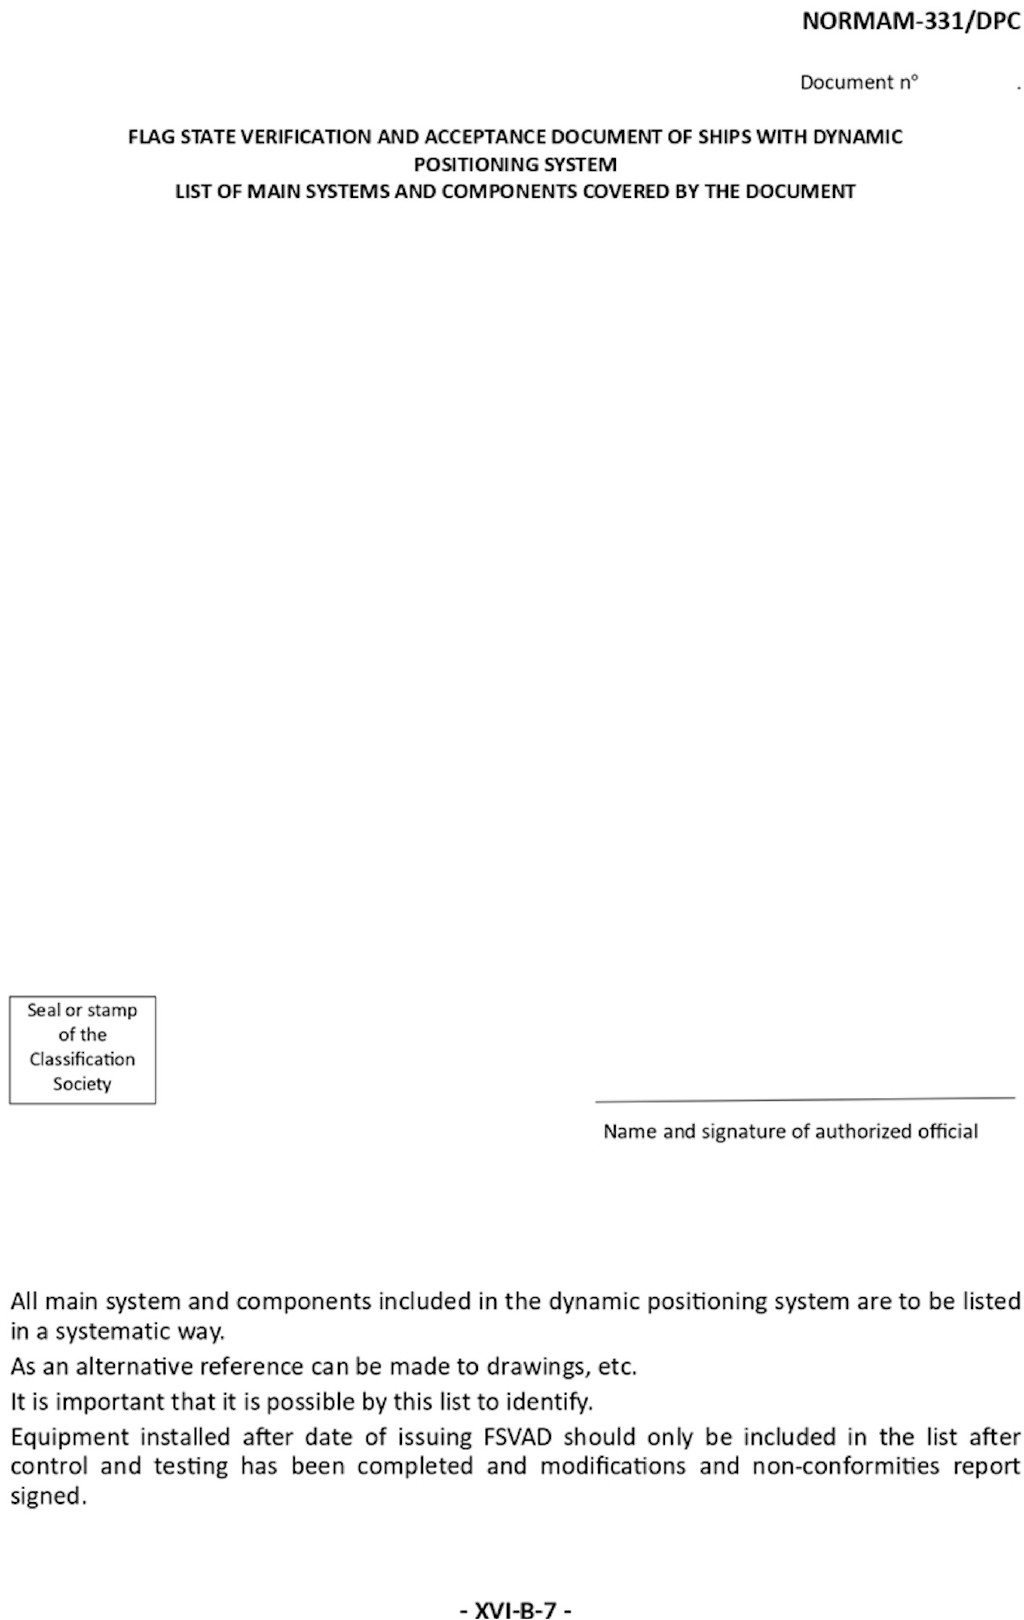 NORMAM-331/DPC
Document nº .
FLAG STATE VERIFICATION AND ACCEPTANCE DOCUMENT OF SHIPS WITH DYNAMIC
POSITIONING SYSTEM
LIST OF MAIN SYSTEMS AND COMPONENTS COVERED BY THE DOCUMENT
Seal or stamp
of the
Classification
Society
Name and signature of authorized official
All main system and components included in the dynamic positioning system are to be listed
in a systematic way.
As an alternative reference can be made to drawings, etc.
It is important that it is possible by this list to identify.
Equipment installed after date of issuing FSVAD should only be included in the list after
control and testing has been completed and modifications and non-conformities report
signed.
- XVI-B-7 -